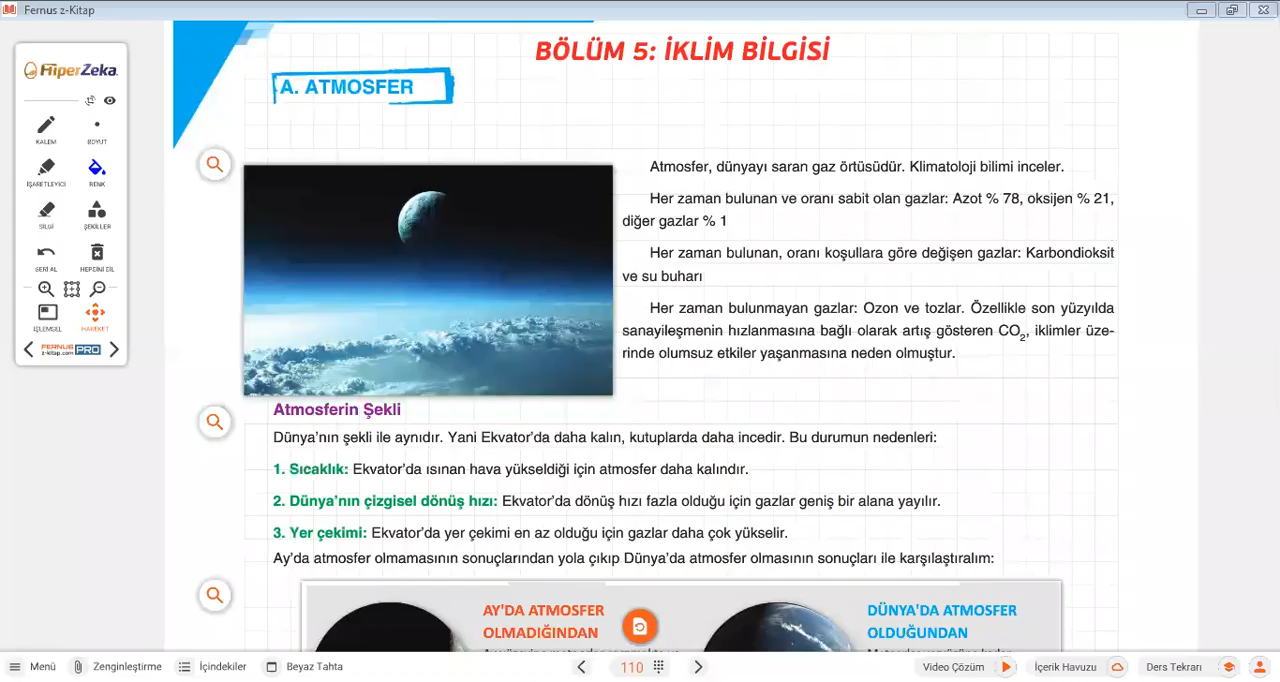 Fernus z-Kitap
BÖLÜM 5: İKLİM BİLGİSİ
A. ATMOSFER
HiperZeka
KALEM
BOYUT
İŞARETLEYİCİ
RENK
SİLGİ
ŞEKİLLER
GERİ AL
HEPSİNİ SİL
İŞLEMSEL
HAREKET
FERNUS
z-kitap.com
PRO
Atmosfer, dünyayı saran gaz örtüsüdür. Klimatoloji bilimi inceler.
Her zaman bulunan ve oranı sabit olan gazlar: Azot % 78, oksijen % 21,
diğer gazlar % 1
Her zaman bulunan, oranı koşullara göre değişen gazlar: Karbondioksit
ve su buharı
Her zaman bulunmayan gazlar: Ozon ve tozlar. Özellikle son yüzyılda
sanayileşmenin hızlanmasına bağlı olarak artış gösteren CO₂, iklimler üze-
rinde olumsuz etkiler yaşanmasına neden olmuştur.
Atmosferin Şekli
Dünya'nın şekli ile aynıdır. Yani Ekvator'da daha kalın, kutuplarda daha incedir. Bu durumun nedenleri:
1. Sıcaklık: Ekvator'da ısınan hava yükseldiği için atmosfer daha kalındır.
2. Dünya'nın çizgisel dönüş hızı: Ekvator'da dönüş hızı fazla olduğu için gazlar geniş bir alana yayılır.
3. Yer çekimi: Ekvator'da yer çekimi en az olduğu için gazlar daha çok yükselir.
Ay'da atmosfer olmamasının sonuçlarından yola çıkıp Dünya'da atmosfer olmasının sonuçları ile karşılaştıralım:
AY'DA ATMOSFER
OLMADIĞINDAN
DÜNYA'DA ATMOSFER
OLDUĞUNDAN
Menü
Zenginleştirme
İçindekiler
Beyaz Tahta
110
Video Çözüm
İçerik Havuzu
Ders Tekrarı